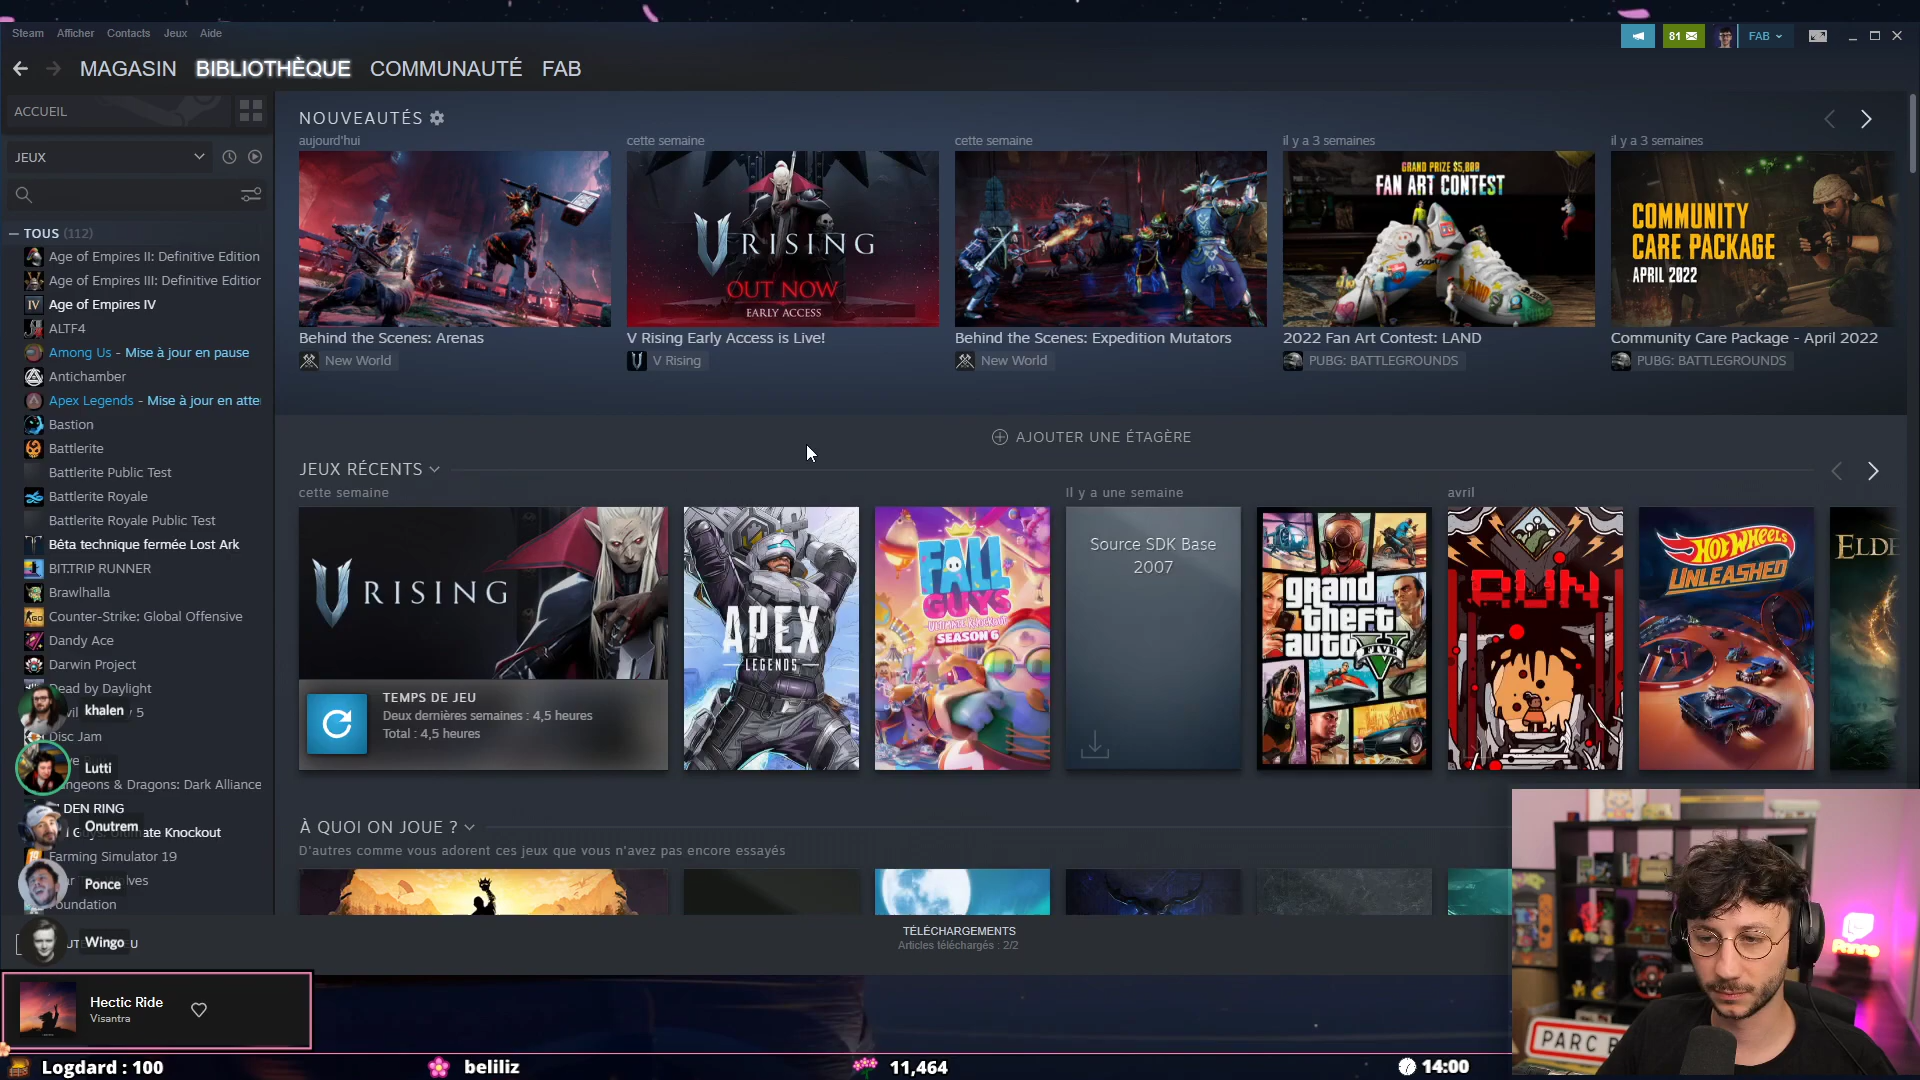 Steam Afficher Contacts Jeux Aide
81 FAB
MAGASIN BIBLIOTHÈQUE COMMUNAUTÉ FAB
ACCUEIL
JEUX
TOUS (112)
Age of Empires II: Definitive Edition
Age of Empires III: Definitive Edition
Age of Empires IV
ALTF4
Among Us - Mise à jour en pause
Antichamber
Apex Legends - Mise à jour en atte
Bastion
Battlerite
Battlerite Public Test
Battlerite Royale
Battlerite Royale Public Test
Bêta technique fermée Lost Ark
BIT.TRIP RUNNER
Brawlhalla
Counter-Strike: Global Offensive
Dandy Ace
Darwin Project
Dead by Daylight
khalen
5
Disc Jam
Lutti
ngeons & Dragons: Dark Alliance
DEN RING
Onutrem
Knockout
Farming Simulator 19
Ponce
Foundation
Wingo
NOUVEAUTÉS
aujourd'hui
cette semaine
cette semaine
il y a 3 semaines
il y a 3 semaines
V RISING
OUT NOW
EARLY ACCESS
GRAND PRIZE $5,000
FAN ART CONTEST
COMMUNITY
CARE PACKAGE
APRIL 2022
Behind the Scenes: Arenas
New World
V Rising Early Access is Live!
V Rising
Behind the Scenes: Expedition Mutators
New World
2022 Fan Art Contest: LAND
PUBG: BATTLEGROUNDS
Community Care Package - April 2022
PUBG: BATTLEGROUNDS
AJOUTER UNE ÉTAGÈRE
JEUX RÉCENTS
cette semaine
Il y a une semaine
avril
V RISING
TEMPS DE JEU
Deux dernières semaines : 4,5 heures
Total : 4,5 heures
APEX
LEGENDS
FALL
GUYS
ULTIMATE KNOCKOUT
SEASON 6
Source SDK Base
2007
grand
theft
auto
FIVE
RUN
HOT WHEELS
UNLEASHED
ELDE
À QUOI ON JOUE ?
D'autres comme vous adorent ces jeux que vous n'avez pas encore essayés
TÉLÉCHARGEMENTS
Articles téléchargés : 2/2
Hectic Ride
Visantra
Ponce
PARC
Logdard : 100
beliliz
11,464
14:00